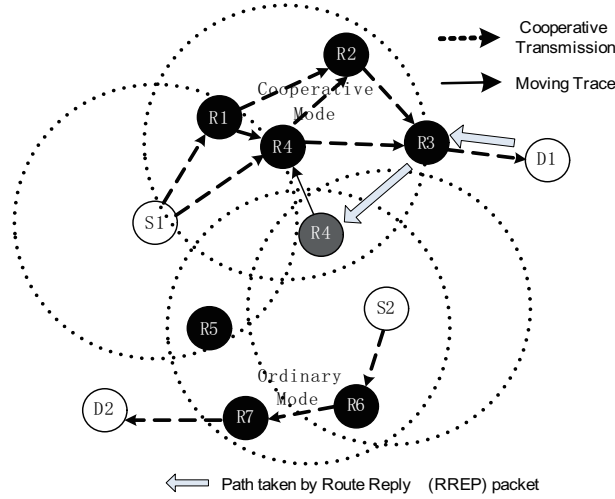 Cooperative
Transmission
Moving Trace
R2
Cooperative
Mode
R1
R4
R3
D1
S1
R4
S2
R5
Ordinary
Mode
D2
R7
R6
Path taken by Route Reply (RREP) packet